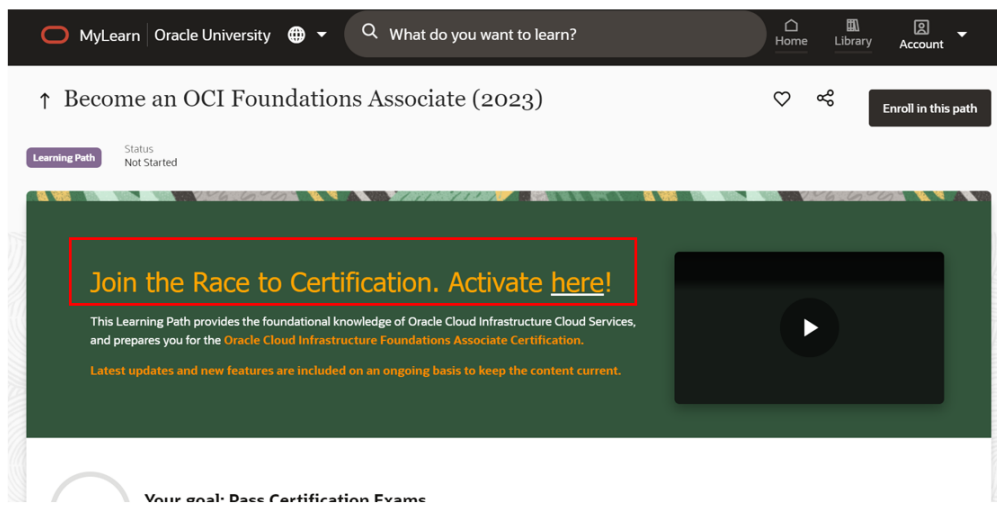 MyLearn Oracle University
What do you want to learn?
Home
Library
Account
↑ Become an OCI Foundations Associate (2023)
Enroll in this path
Learning Path
Status
Not Started
Join the Race to Certification. Activate here!
This Learning Path provides the foundational knowledge of Oracle Cloud Infrastructure Cloud Services,
and prepares you for the Oracle Cloud Infrastructure Foundations Associate Certification.
Latest updates and new features are included on an ongoing basis to keep the content current.
Your goal: Pass Certification Exams